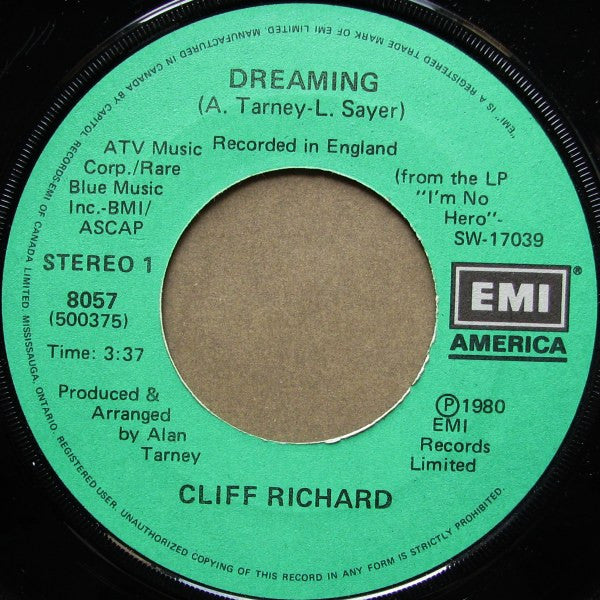 DREAMING
(A. Tarney-L. Sayer)
Recorded in England
ATV Music
Corp./Rare
Blue Music
Inc.-BMI/
ASCAP
(from the LP
"I'm No
Hero"-
SW-17039
STEREO 1
8057
(500375)
Time: 3:37
Produced &
Arranged
by Alan
Tarney
EMI
®
AMERICA
Ⓟ1980
EMI
Records
Limited
CLIFF RICHARD
MANUFACTURED IN CANADA BY CAPITOL RECORDS-EMI OF CANADA LIMITED. MISSISSAUGA, ONTARIO. REGISTERED USER. UNAUTHORIZED COPYING OF THIS RECORD IN ANY FORM IS STRICTLY PROHIBITED.
"EMI" IS A REGISTERED TRADE MARK OF EMI LIMITED.